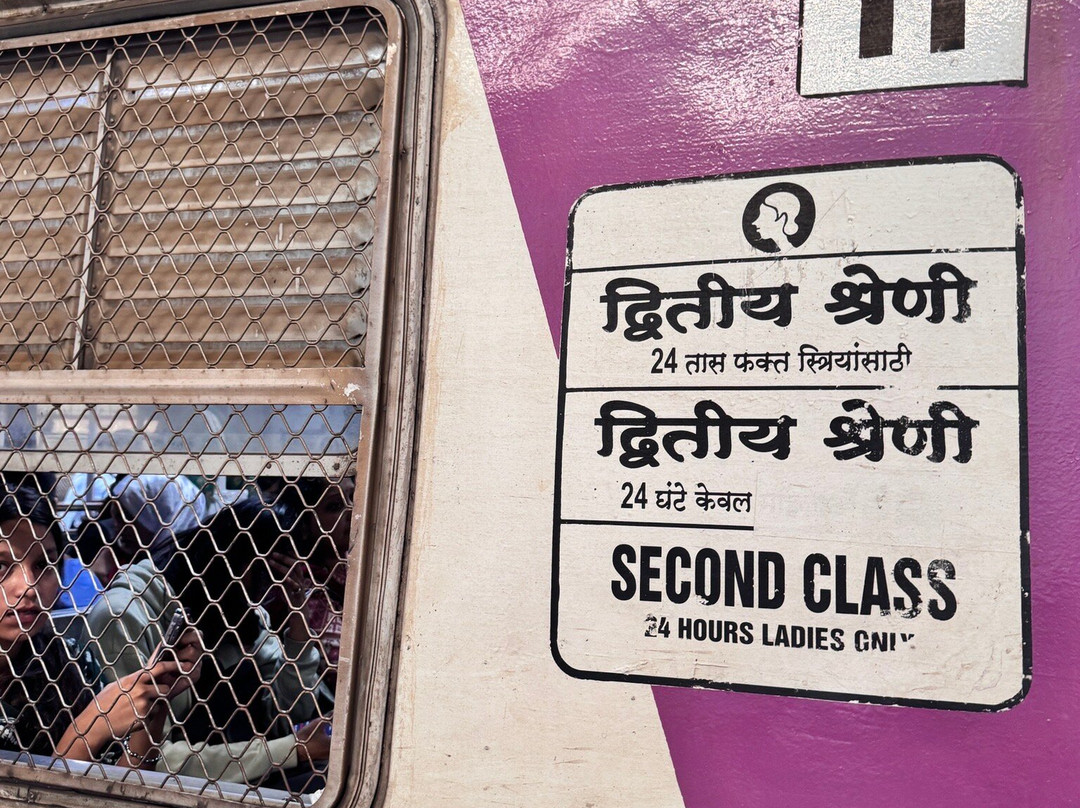 द्वितीय श्रेणी
24 तास फक्त स्त्रियांसाठी
द्वितीय श्रेणी
24 घंटे केवल
SECOND CLASS
24 HOURS LADIES ONLY